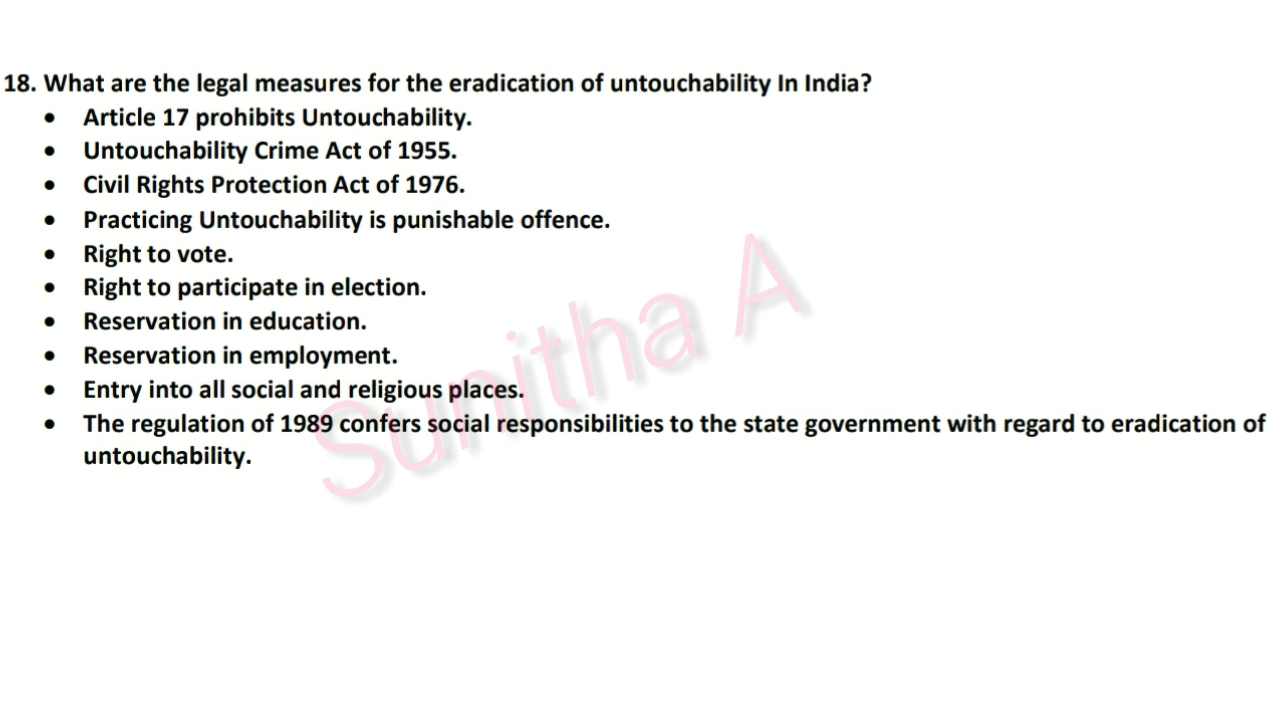 18. What are the legal measures for the eradication of untouchability In India?
• Article 17 prohibits Untouchability.
• Untouchability Crime Act of 1955.
• Civil Rights Protection Act of 1976.
• Practicing Untouchability is punishable offence.
• Right to vote.
• Right to participate in election.
• Reservation in education.
• Reservation in employment.
• Entry into all social and religious places.
• The regulation of 1989 confers social responsibilities to the state government with regard to eradication of
untouchability.
Sunitha A